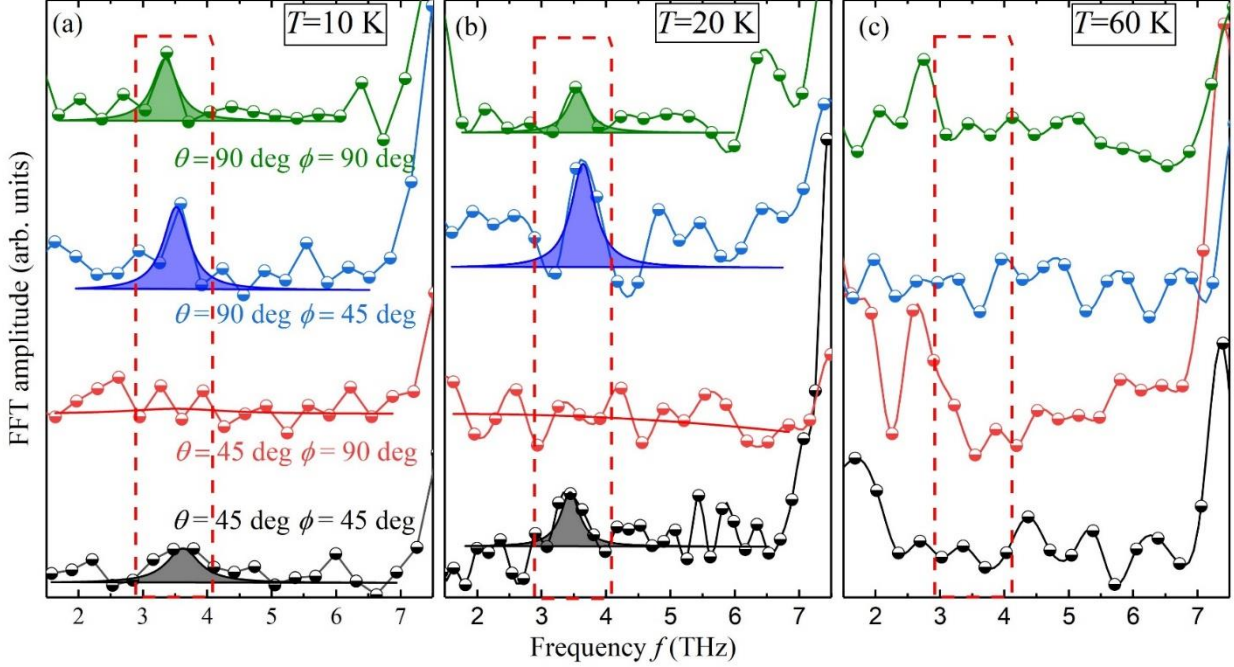 (a) T=10 K
(b) T=20 K
(c) T=60 K
θ=90 deg ϕ=90 deg
θ=90 deg ϕ=45 deg
θ=45 deg ϕ=90 deg
θ=45 deg ϕ=45 deg
FFT amplitude (arb. units)
2 3 4 5 6 7
2 3 4 5 6 7
2 3 4 5 6 7
Frequency f (THz)